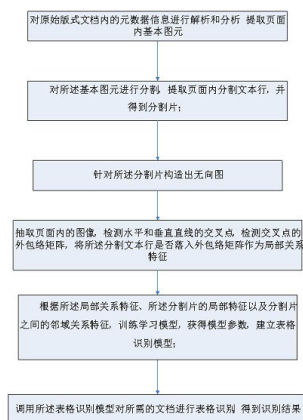 对原始版式文档内的元数据信息进行解析和分析 提取页面
内基本图元
对所述基本图元进行分割, 提取页面内分割文本行, 并
得到分割片;
针对所述分割片构造出无向图
抽取页面内的图像, 检测水平和垂直直线的交叉点, 检测交叉点的
外包络矩阵, 将所述分割文本行是否落入外包络矩阵作为局部关系
特征
根据所述局部关系特征、所述分割片的局部特征以及分割片
之间的邻域关系特征, 训练学习模型, 获得模型参数, 建立表格
识别模型;
调用所述表格识别模型对所需的文档进行表格识别 得到识别结果